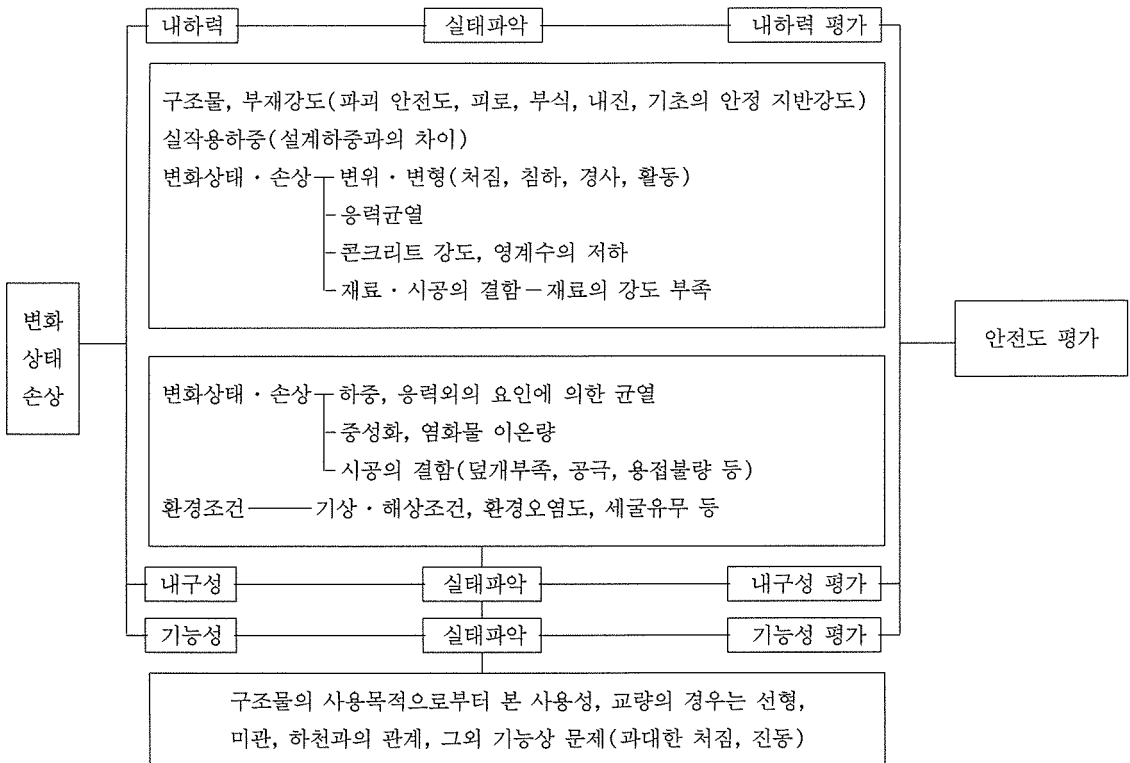 내하력 실태파악 내하력 평가
구조물, 부재강도(파괴 안전도, 피로, 부식, 내진, 기초의 안정 지반강도)
실작용하중(설계하중과의 차이)
변화상태·손상 변위·변형(처짐, 침하, 경사, 활동)
응력균열
콘크리트 강도, 영계수의 저하
재료·시공의 결함-재료의 강도 부족
변화
상태
손상
안전도 평가
변화상태·손상 하중, 응력외의 요인에 의한 균열
중성화, 염화물 이온량
시공의 결함(덮개부족, 공극, 용접불량 등)
환경조건 기상·해상조건, 환경오염도, 세굴유무 등
내구성 실태파악 내구성 평가
기능성 실태파악 기능성 평가
구조물의 사용목적으로부터 본 사용성, 교량의 경우는 선형,
미관, 하천과의 관계, 그외 기능상 문제(과대한 처짐, 진동)